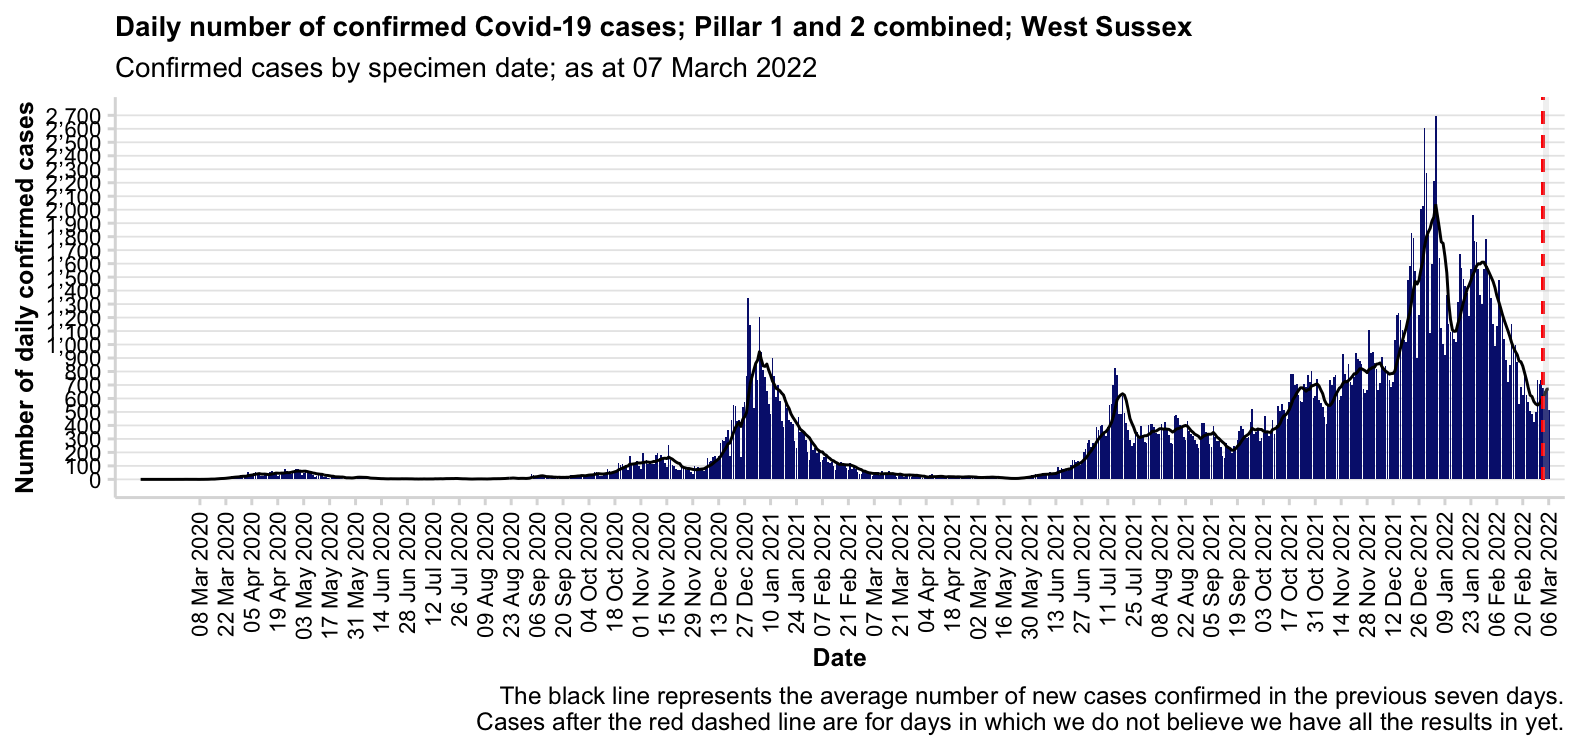 Daily number of confirmed Covid-19 cases; Pillar 1 and 2 combined; West Sussex
Confirmed cases by specimen date; as at 07 March 2022
Number of daily confirmed cases
2,700
2,600
2,500
2,400
2,300
2,200
2,100
2,000
1,900
1,800
1,700
1,600
1,500
1,400
1,300
1,200
1,100
1,000
900
800
700
600
500
400
300
200
100
0
08 Mar 2020
22 Mar 2020
05 Apr 2020
19 Apr 2020
03 May 2020
17 May 2020
31 May 2020
14 Jun 2020
28 Jun 2020
12 Jul 2020
26 Jul 2020
09 Aug 2020
23 Aug 2020
06 Sep 2020
20 Sep 2020
04 Oct 2020
18 Oct 2020
01 Nov 2020
15 Nov 2020
29 Nov 2020
13 Dec 2020
27 Dec 2020
10 Jan 2021
24 Jan 2021
07 Feb 2021
21 Feb 2021
07 Mar 2021
21 Mar 2021
04 Apr 2021
18 Apr 2021
02 May 2021
16 May 2021
30 May 2021
13 Jun 2021
27 Jun 2021
11 Jul 2021
25 Jul 2021
08 Aug 2021
22 Aug 2021
05 Sep 2021
19 Sep 2021
03 Oct 2021
17 Oct 2021
31 Oct 2021
14 Nov 2021
28 Nov 2021
12 Dec 2021
26 Dec 2021
09 Jan 2022
23 Jan 2022
06 Feb 2022
20 Feb 2022
06 Mar 2022
Date
The black line represents the average number of new cases confirmed in the previous seven days.
Cases after the red dashed line are for days in which we do not believe we have all the results in yet.